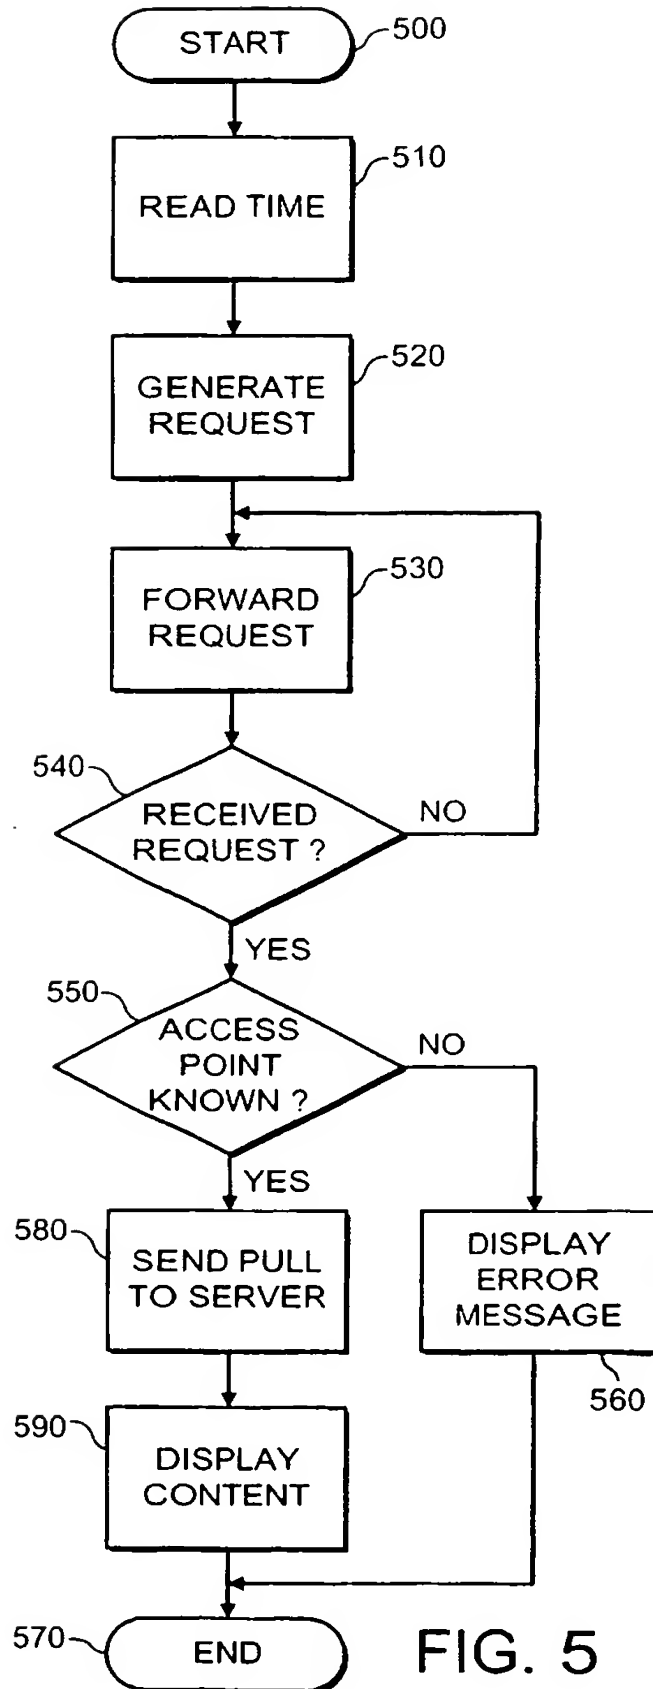 START
500
510
READ TIME
520
GENERATE
REQUEST
530
FORWARD
REQUEST
540
RECEIVED
REQUEST ?
NO
YES
550
ACCESS
POINT
KNOWN ?
NO
YES
580
SEND PULL
TO SERVER
DISPLAY
ERROR
MESSAGE
560
590
DISPLAY
CONTENT
570
END
FIG. 5